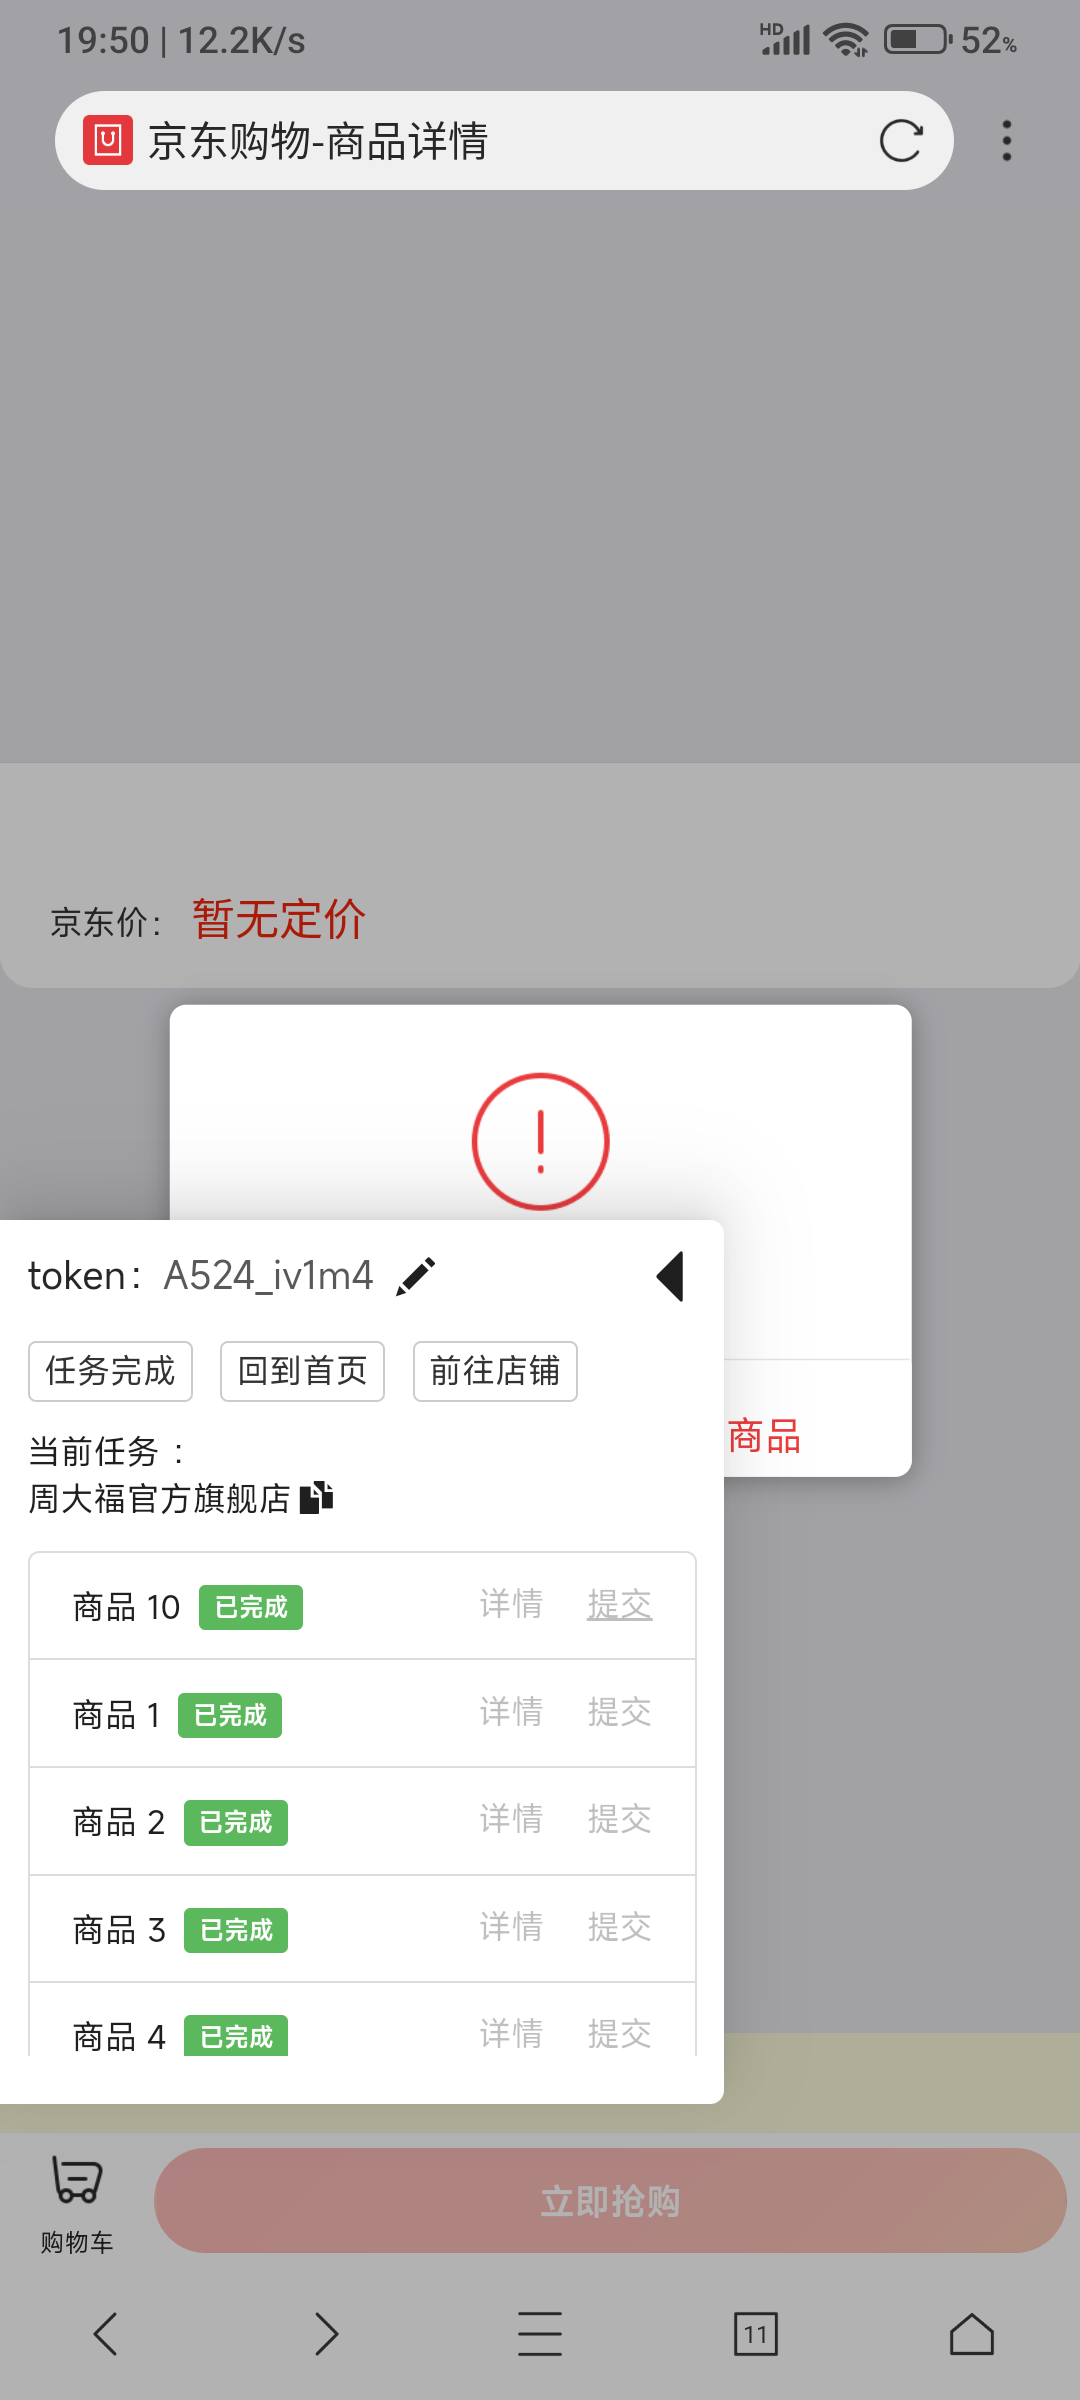 19:50 | 12.2K/s HD 52%
京东购物-商品详情
京东价: 暂无定价
token: A524_iv1m4
任务完成 回到首页 前往店铺
商品
当前任务 :
周大福官方旗舰店
商品 10 已完成 详情 提交
商品 1 已完成 详情 提交
商品 2 已完成 详情 提交
商品 3 已完成 详情 提交
商品 4 已完成 详情 提交
立即抢购
购物车
11